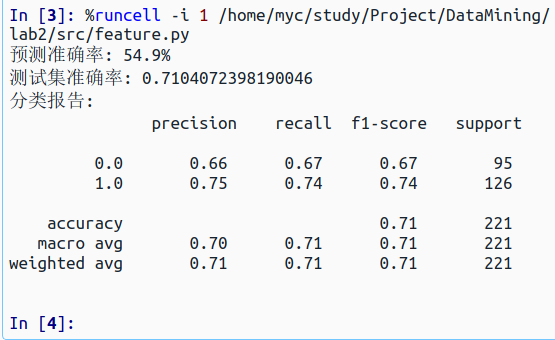 In [3]: %runcell -i 1 /home/myc/study/Project/DataMining/
lab2/src/feature.py
预测准确率: 54.9%
测试集准确率: 0.7104072398190046
分类报告:
precision recall f1-score support
0.0 0.66 0.67 0.67 95
1.0 0.75 0.74 0.74 126
accuracy 0.71 221
macro avg 0.70 0.71 0.71 221
weighted avg 0.71 0.71 0.71 221
In [4]: